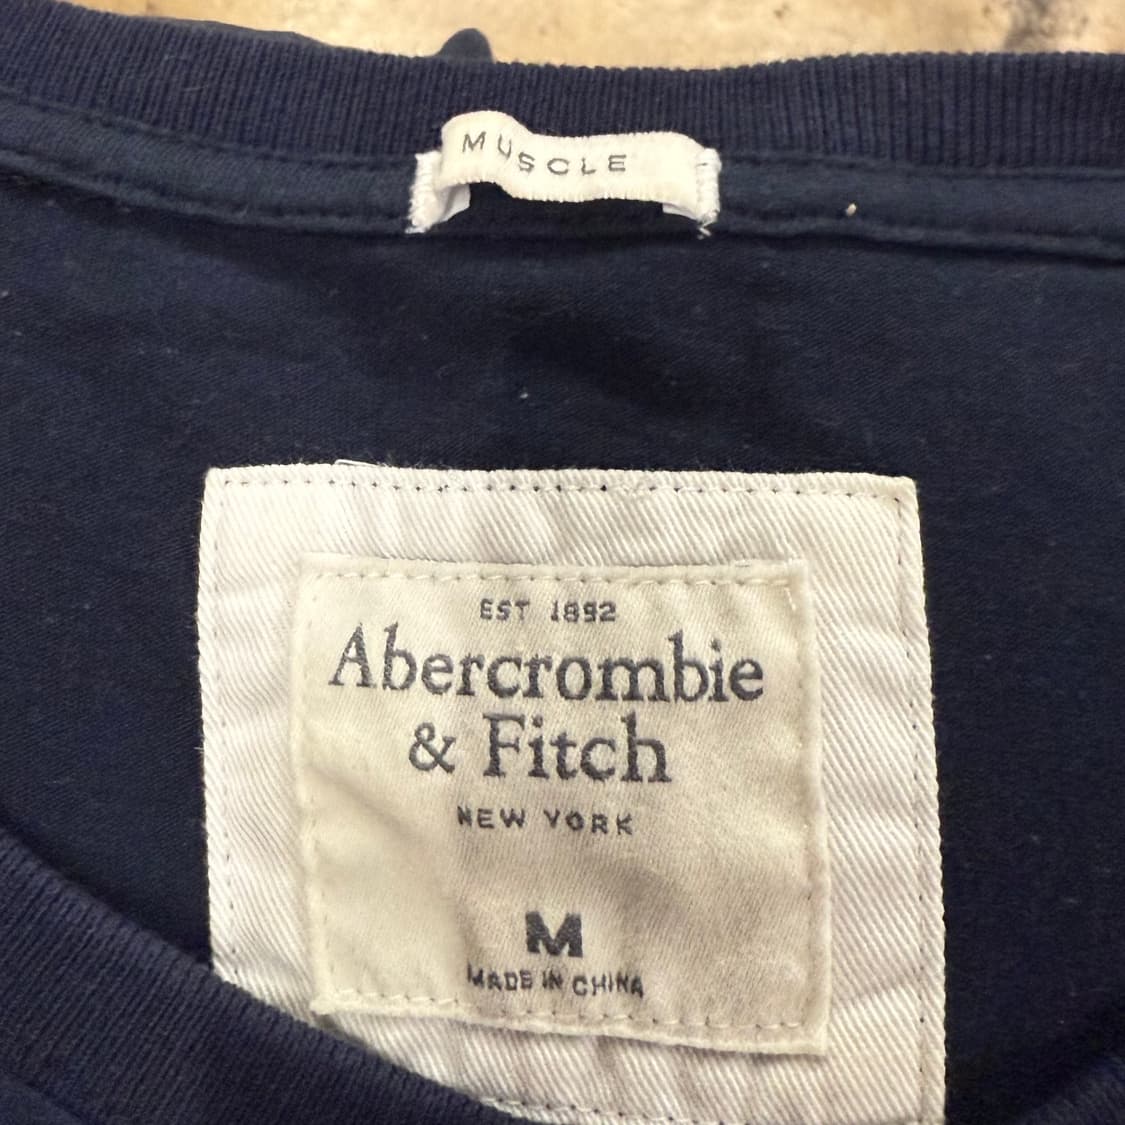 MUSCLE
EST 1892
Abercrombie
& Fitch
NEW YORK
M
MADE IN CHINA